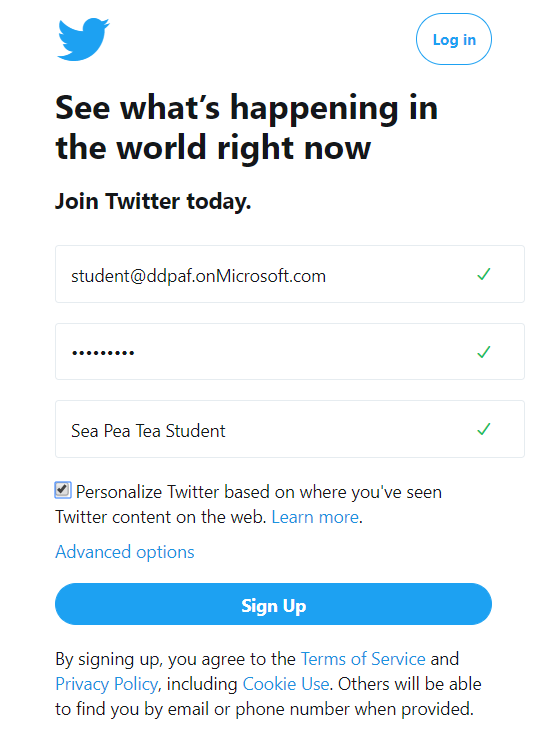 Log in
See what’s happening in
the world right now
Join Twitter today.
student@ddpaf.onMicrosoft.com
•••••••••
Sea Pea Tea Student
Personalize Twitter based on where you've seen
Twitter content on the web. Learn more.
Advanced options
Sign Up
By signing up, you agree to the Terms of Service and
Privacy Policy, including Cookie Use. Others will be able
to find you by email or phone number when provided.